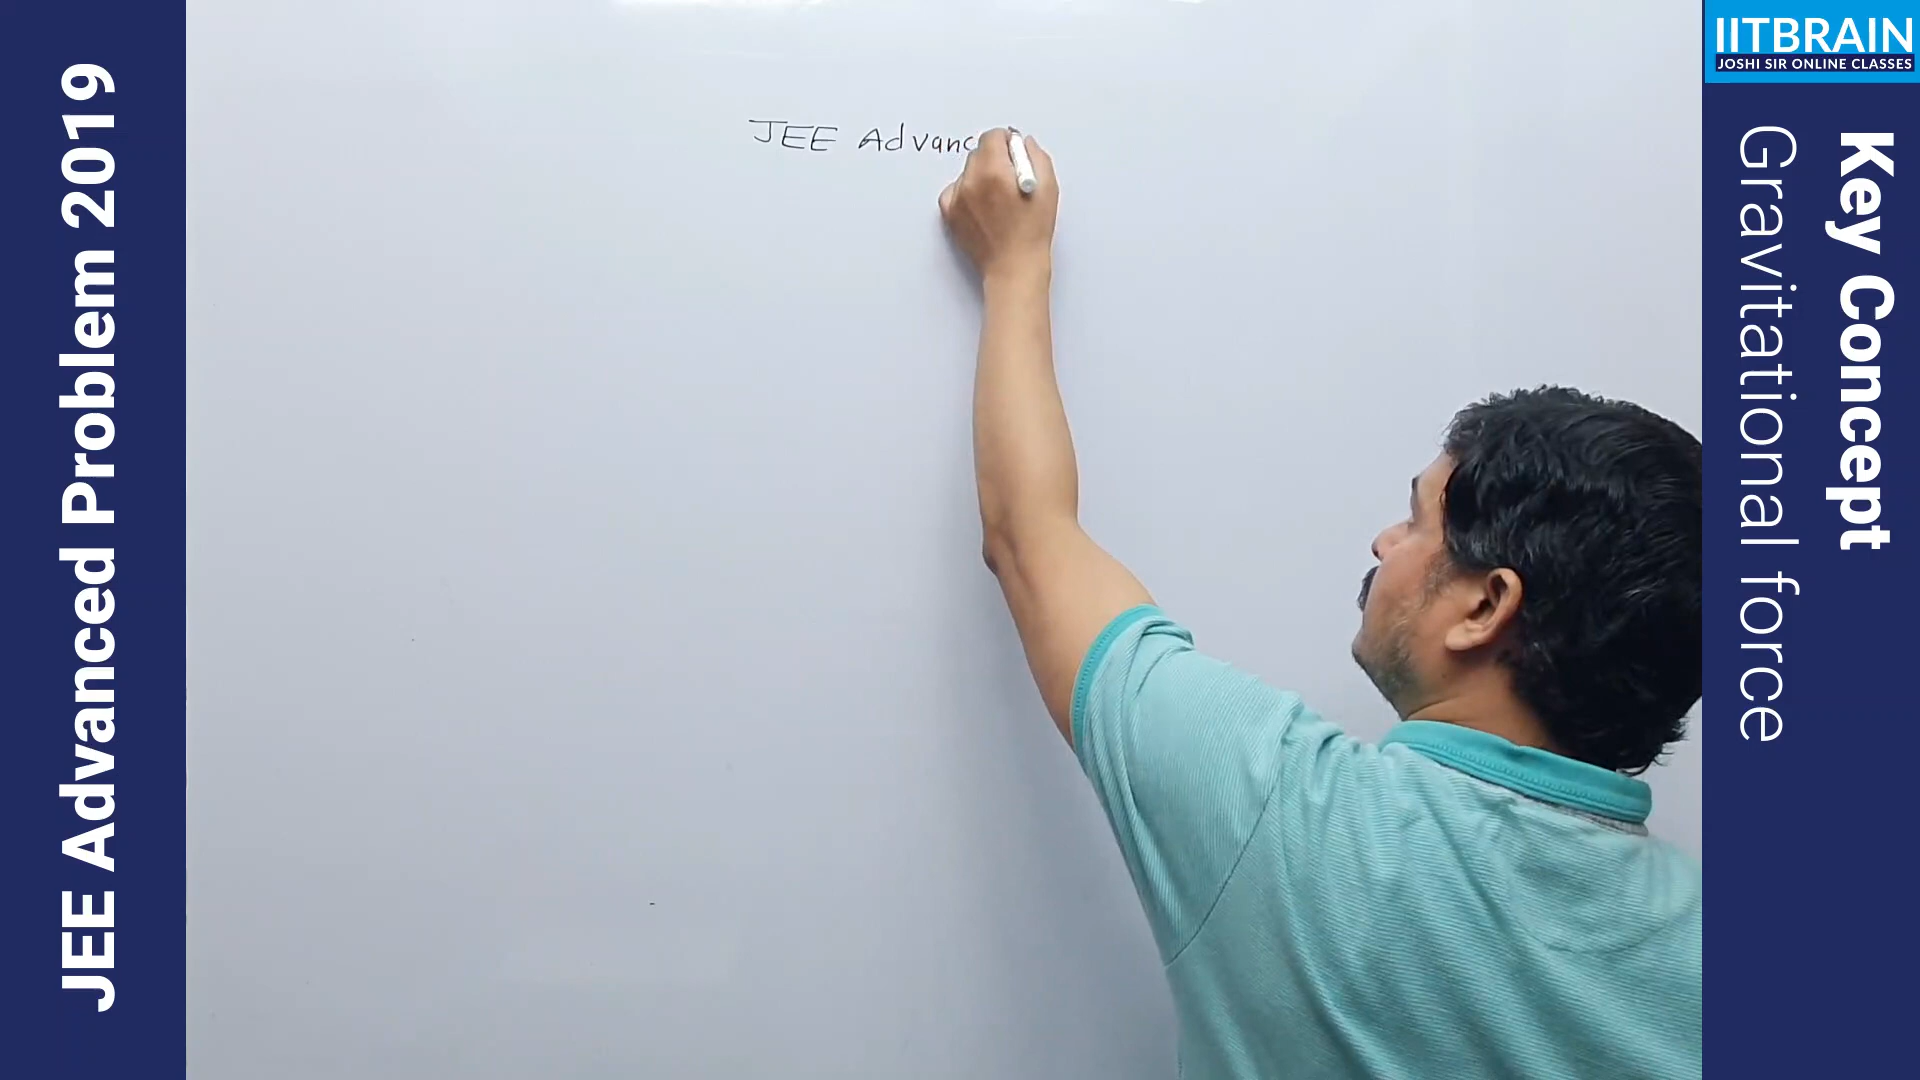 JEE Advanced Problem 2019
JEE Advanc
IITBRAIN
JOSHI SIR ONLINE CLASSES
Key Concept
Gravitational force